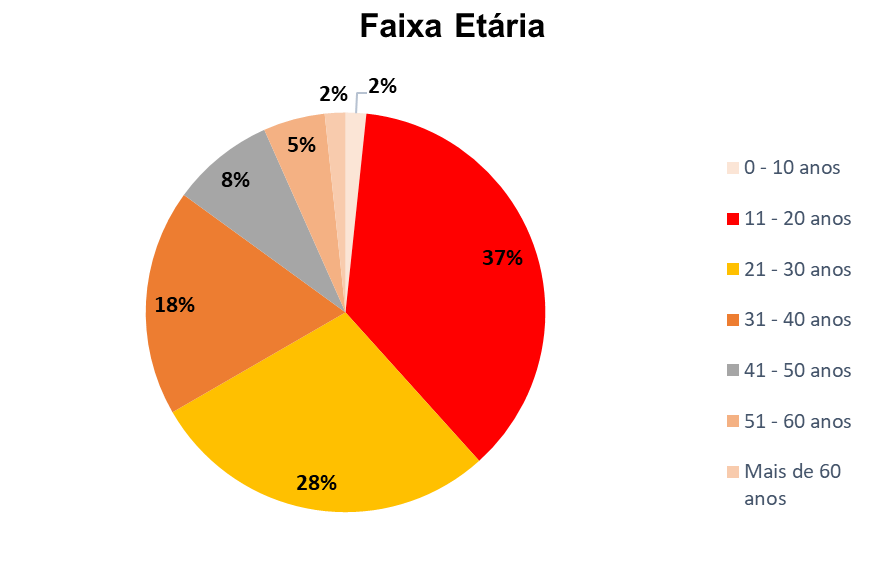 Faixa Etária
2%
2%
5%
8%
37%
18%
28%
0 - 10 anos
11 - 20 anos
21 - 30 anos
31 - 40 anos
41 - 50 anos
51 - 60 anos
Mais de 60
anos